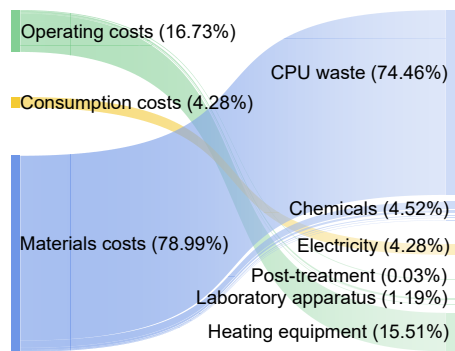 Operating costs (16.73%)
CPU waste (74.46%)
Consumption costs (4.28%)
Chemicals (4.52%)
Materials costs (78.99%)
Electricity (4.28%)
Post-treatment (0.03%)
Laboratory apparatus (1.19%)
Heating equipment (15.51%)